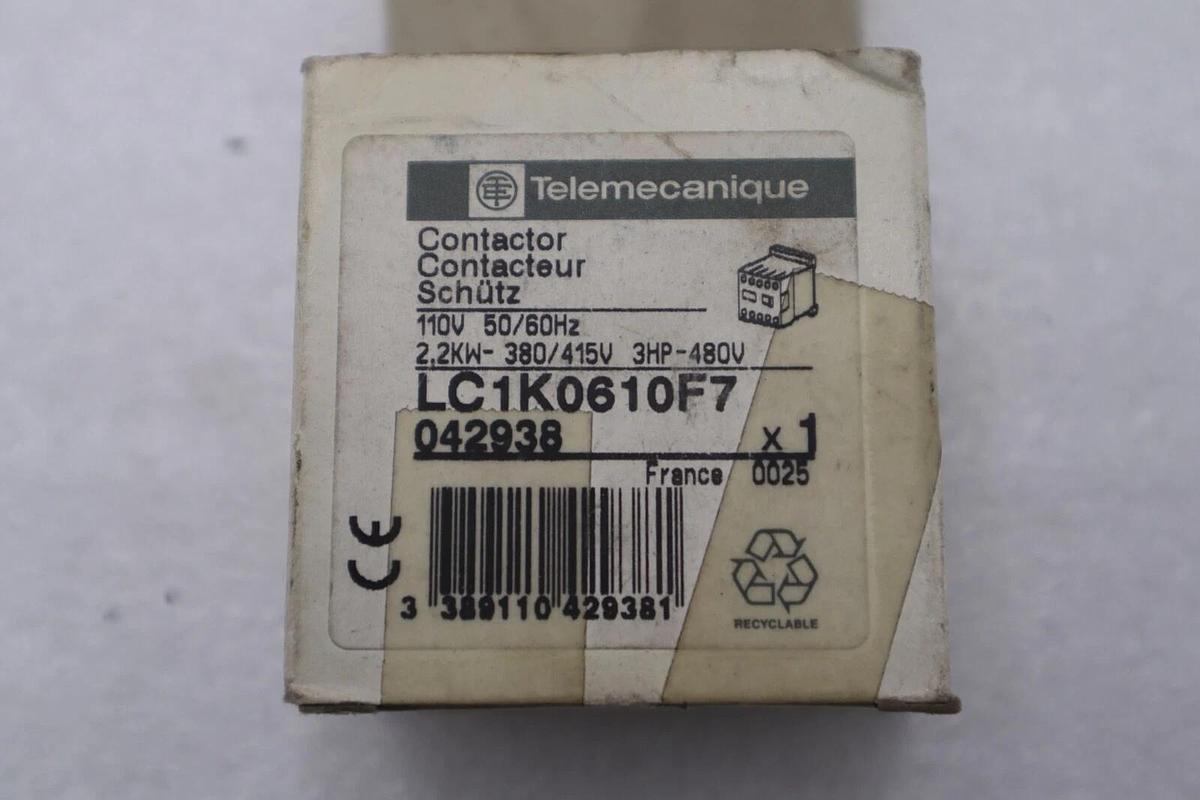 Telemecanique
Contactor
Contacteur
Schütz
110V 50/60Hz
2.2KW- 380/415V 3HP-480V
LC1K0610F7
042938 x 1
France 0025
CE
3 389110 429381
RECYCLABLE